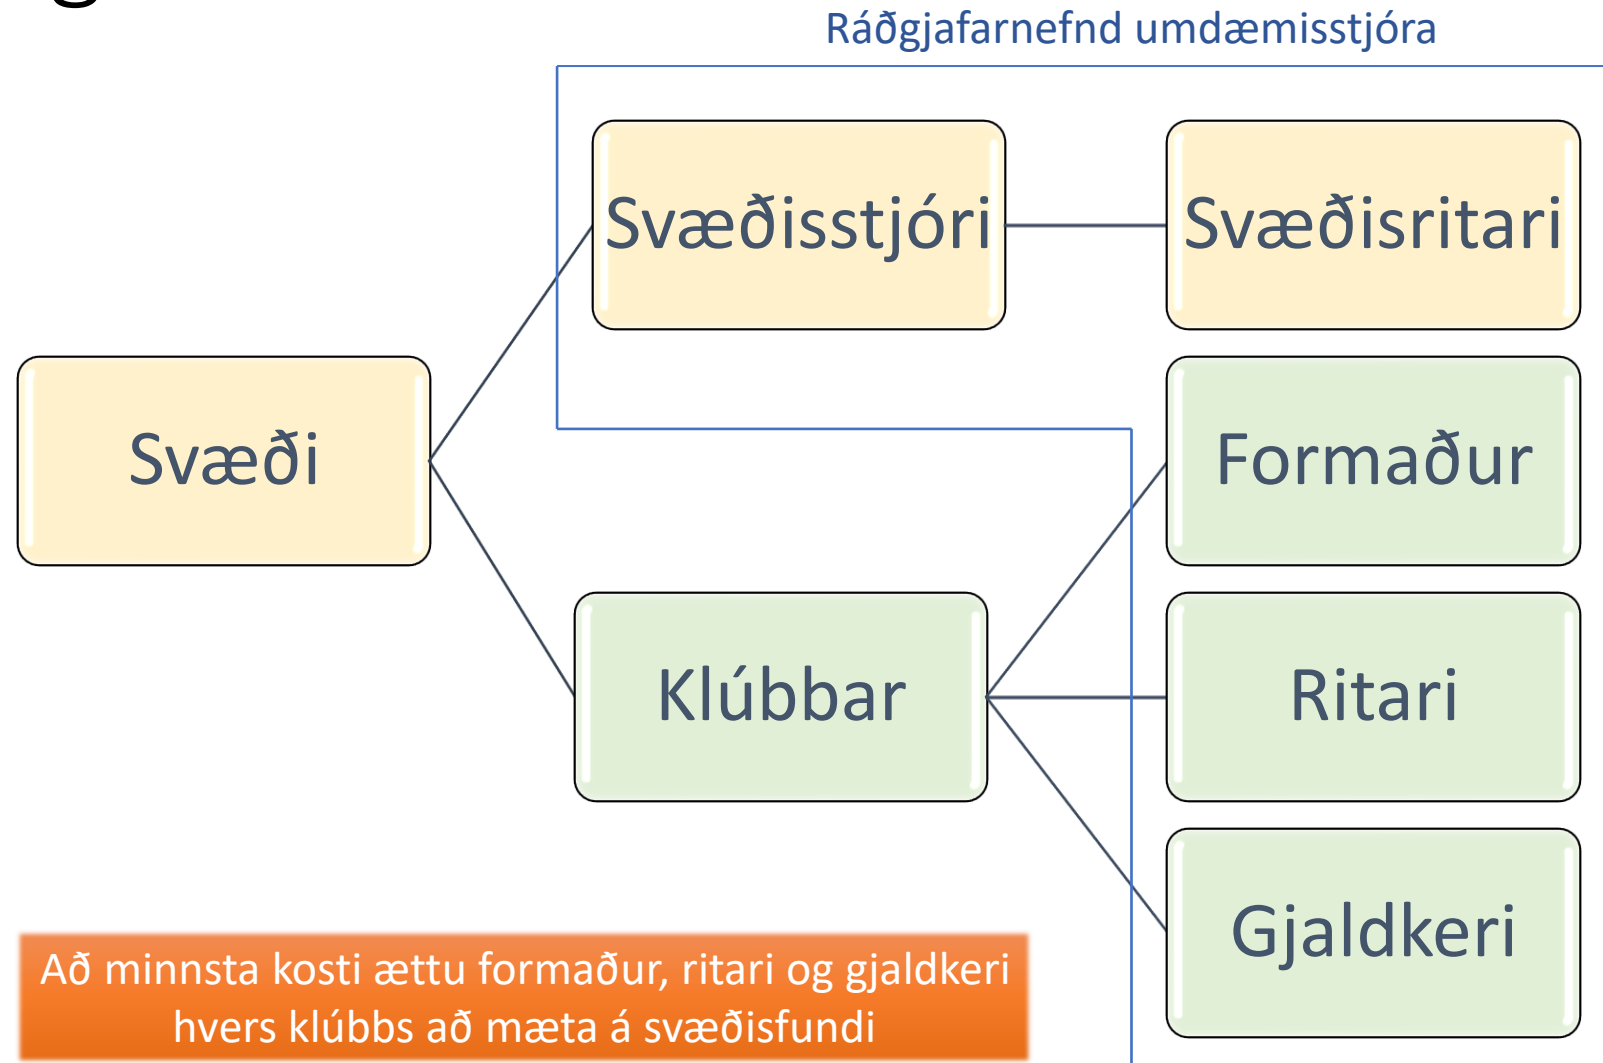 Ráðgjafarnefnd umdæmisstjóra
Svæðisstjóri
Svæðisritari
Svæði
Formaður
Klúbbar
Ritari
Gjaldkeri
Að minnsta kosti ættu formaður, ritari og gjaldkeri
hvers klúbbs að mæta á svæðisfundi